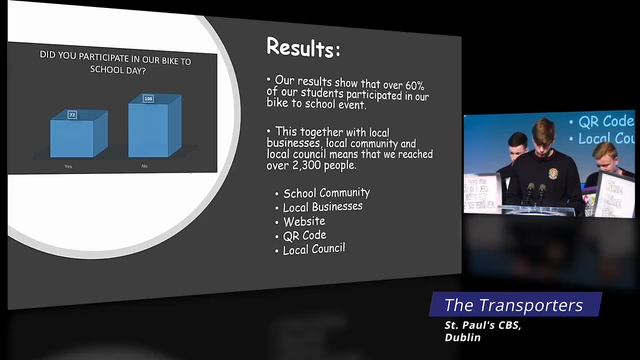 DID YOU PARTICIPATE IN OUR BIKE TO
SCHOOL DAY?
72
108
Yes
No
Results:
• Our results show that over 60%
of our students participated in our
bike to school event.
• This together with local
businesses, local community and
local council means that we reached
over 2,300 people.
• School Community
• Local Businesses
• Website
• QR Code
• Local Council
• QR Code
• Local Cou
The Transporters
St. Paul's CBS,
Dublin